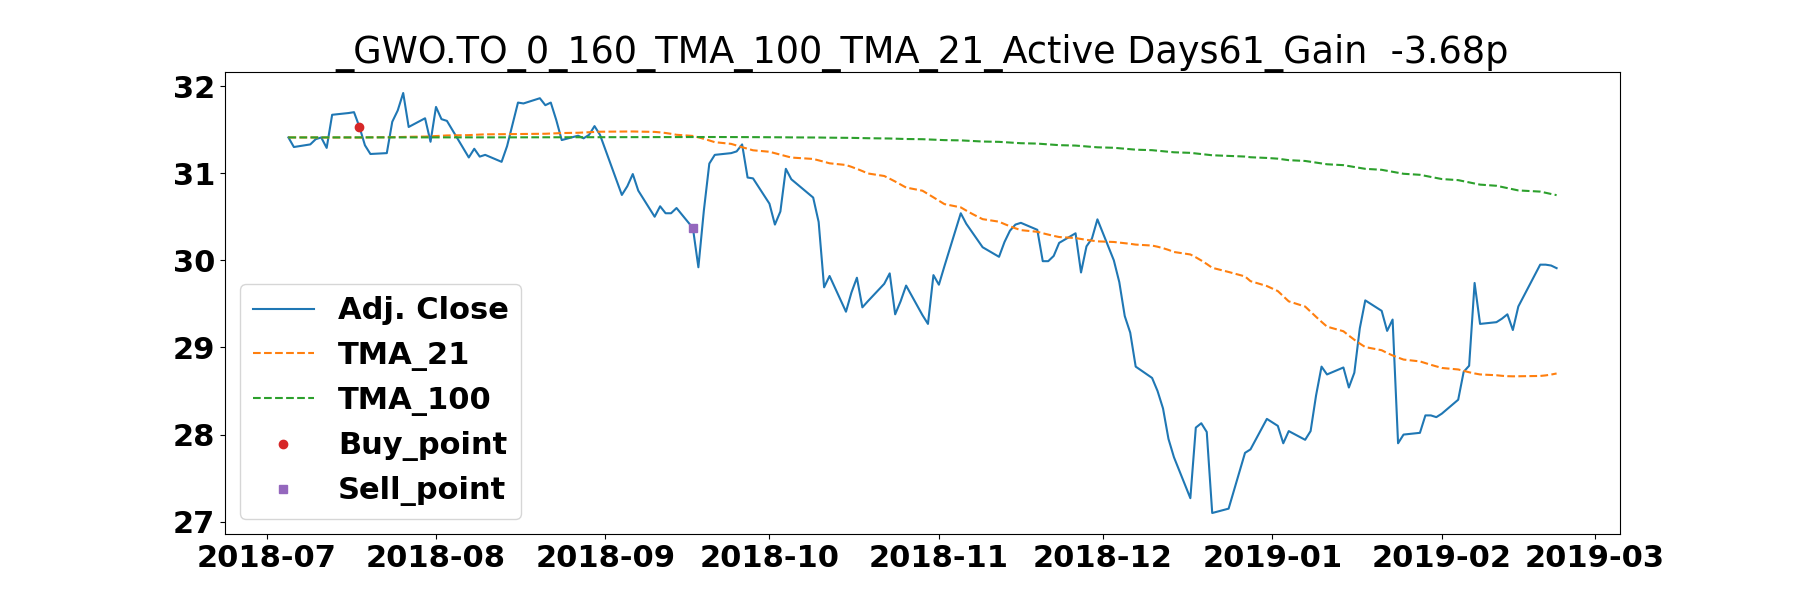 _GWO.TO_0_160_TMA_100_TMA_21_Active Days61_Gain  -3.68p
32
31
30
29
28
27
Adj. Close
TMA_21
TMA_100
Buy_point
Sell_point
2018-07 2018-08 2018-09 2018-10 2018-11 2018-12 2019-01 2019-02 2019-03